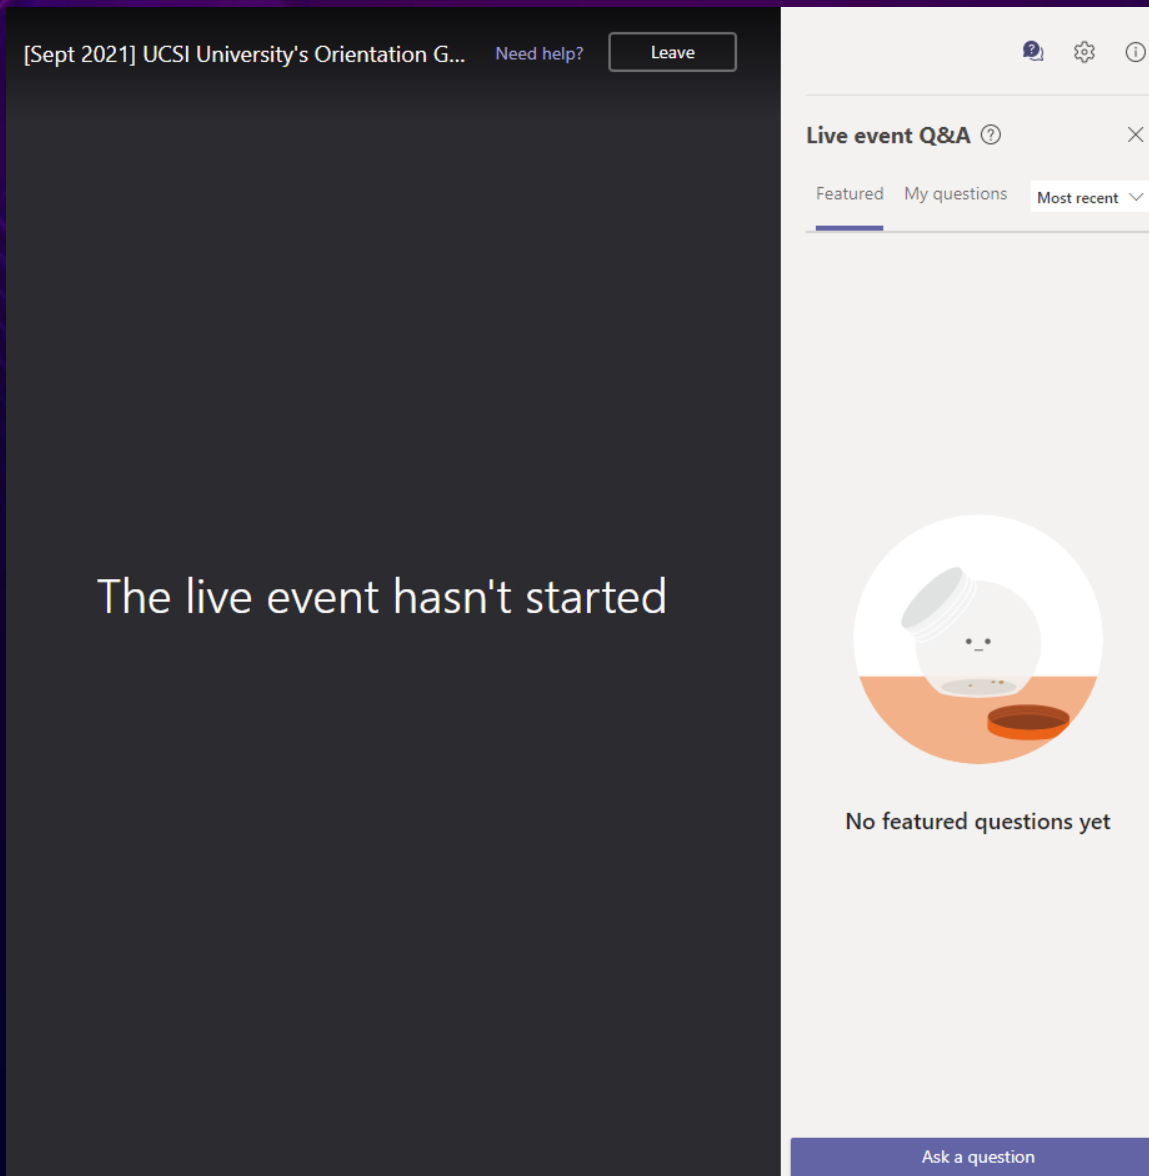 [Sept 2021] UCSI University's Orientation G... Need help? Leave
Live event Q&A
Featured My questions Most recent
The live event hasn't started
No featured questions yet
Ask a question